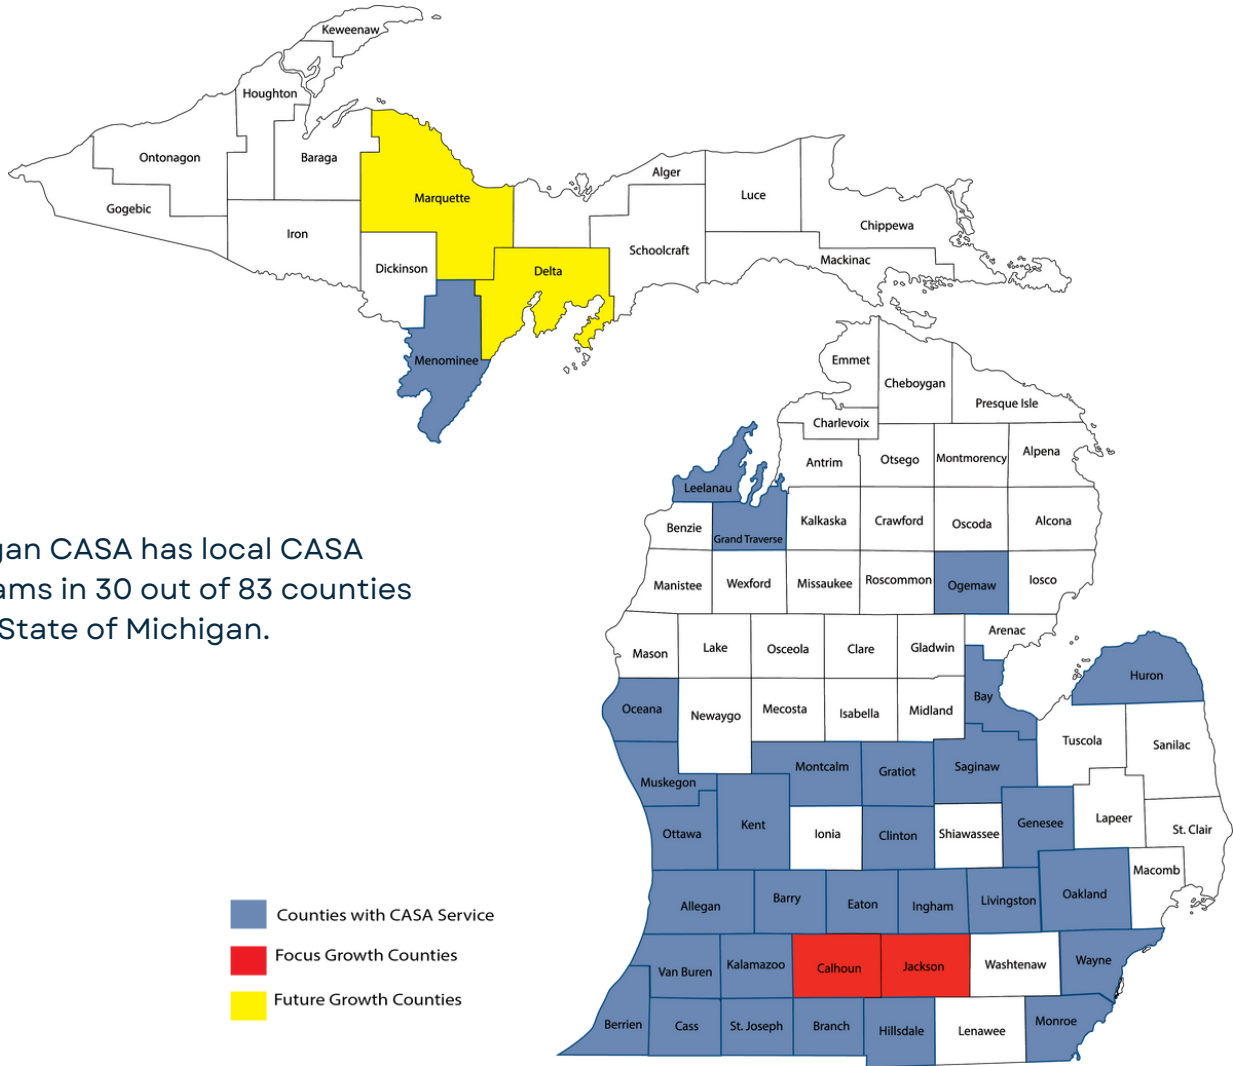 Keweenaw
Houghton
Ontonagon
Baraga
Gogebic
Iron
Marquette
Dickinson
Delta
Menominee
Alger
Luce
Schoolcraft
Chippewa
Mackinac
Emmet
Cheboygan
Presque Isle
Charlevoix
Antrim
Otsego
Montmorency
Alpena
Leelanau
Benzie
Grand Traverse
Kalkaska
Crawford
Oscoda
Alcona
gan CASA has local CASA
ams in 30 out of 83 counties
State of Michigan.
Manistee
Wexford
Missaukee
Roscommon
Ogemaw
Iosco
Mason
Lake
Osceola
Clare
Gladwin
Arenac
Oceana
Newaygo
Mecosta
Isabella
Midland
Bay
Huron
Tuscola
Sanilac
Muskegon
Montcalm
Gratiot
Saginaw
Ottawa
Kent
Ionia
Clinton
Shiawassee
Genesee
Lapeer
St. Clair
Allegan
Barry
Eaton
Ingham
Livingston
Oakland
Macomb
Van Buren
Kalamazoo
Calhoun
Jackson
Washtenaw
Wayne
Berrien
Cass
St. Joseph
Branch
Hillsdale
Lenawee
Monroe
Counties with CASA Service
Focus Growth Counties
Future Growth Counties